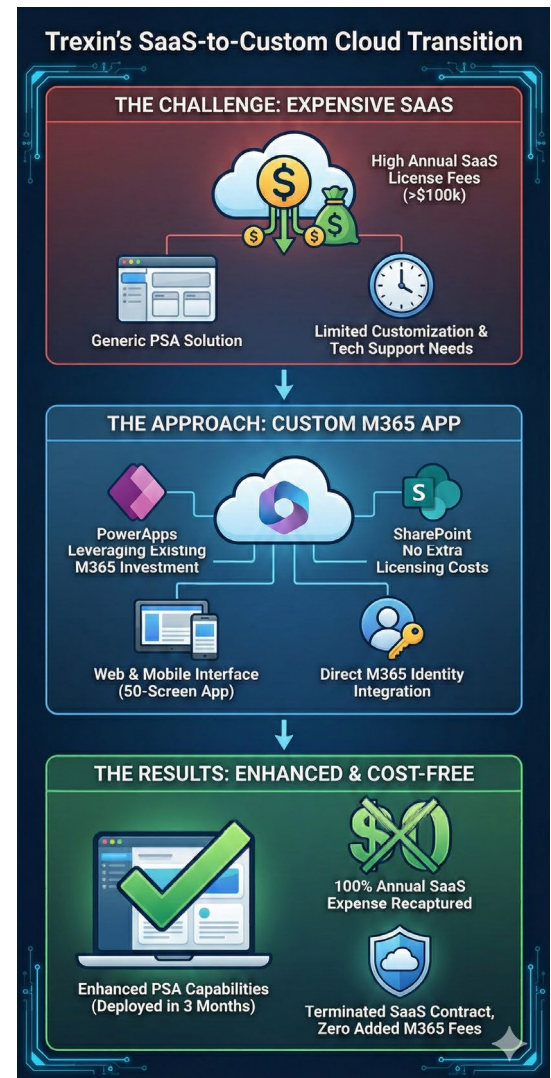 Trexin's SaaS-to-Custom Cloud Transition
THE CHALLENGE: EXPENSIVE SAAS
$
$
$
$
High Annual SaaS
License Fees
(>$100k)
Generic PSA Solution
Limited Customization &
Tech Support Needs
THE APPROACH: CUSTOM M365 APP
PowerApps
Leveraging Existing
M365 Investment
S
SharePoint
No Extra
Licensing Costs
Web & Mobile Interface
(50-Screen App)
Direct M365 Identity
Integration
THE RESULTS: ENHANCED & COST-FREE
$0
100% Annual SaaS
Expense Recaptured
Enhanced PSA Capabilities
(Deployed in 3 Months)
Terminated SaaS Contract,
Zero Added M365 Fees